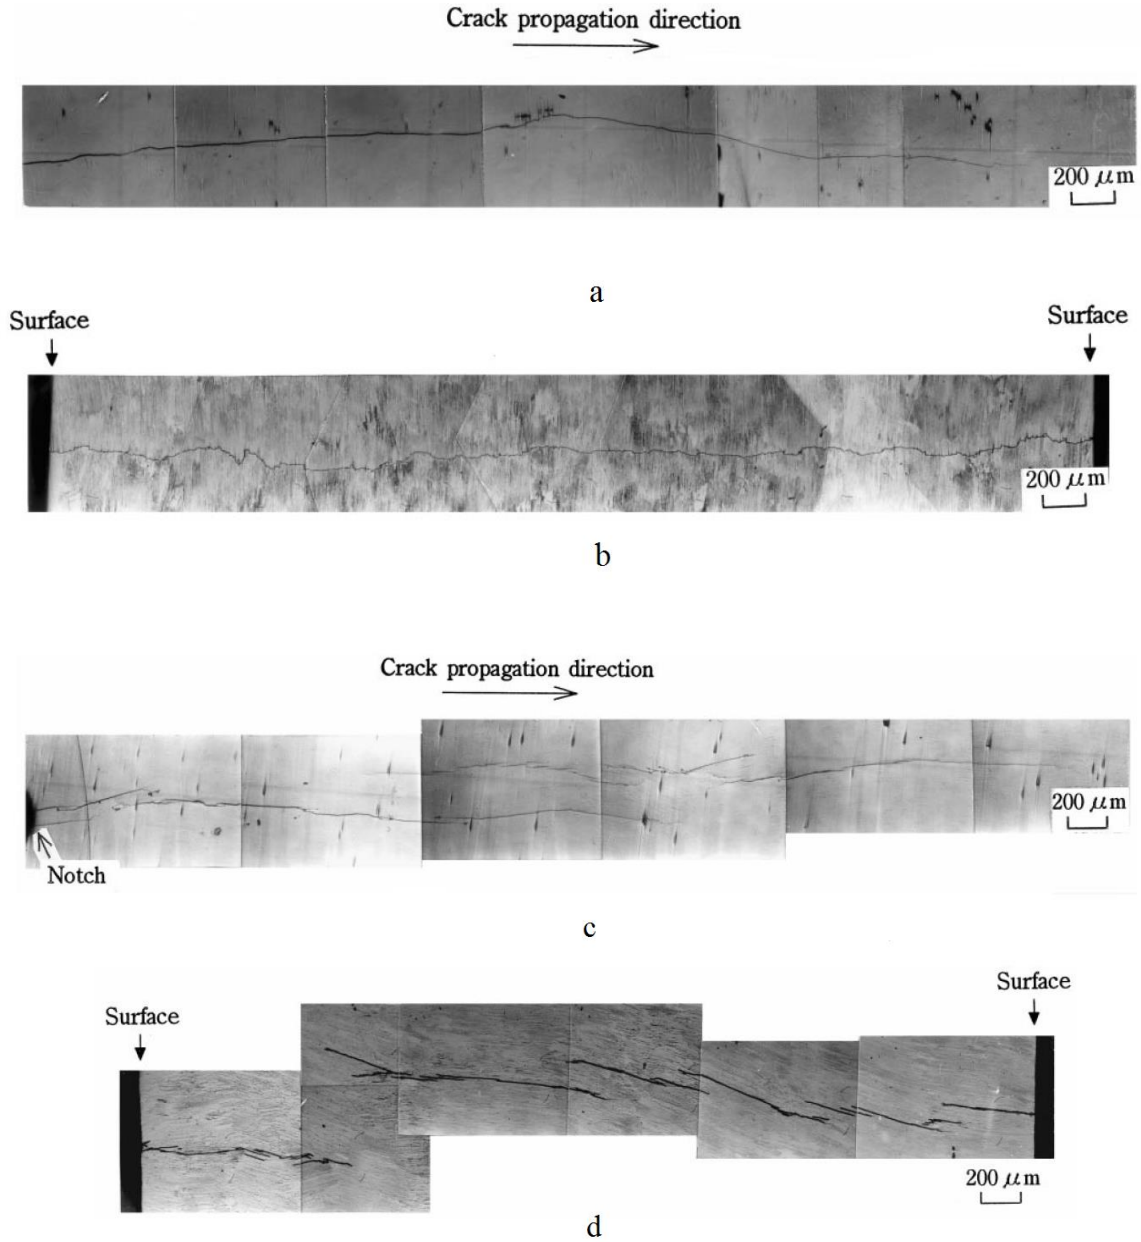 Crack propagation direction
200 μm
a
Surface
Surface
200 μm
b
Crack propagation direction
200 μm
Notch
c
Surface
Surface
200 μm
d